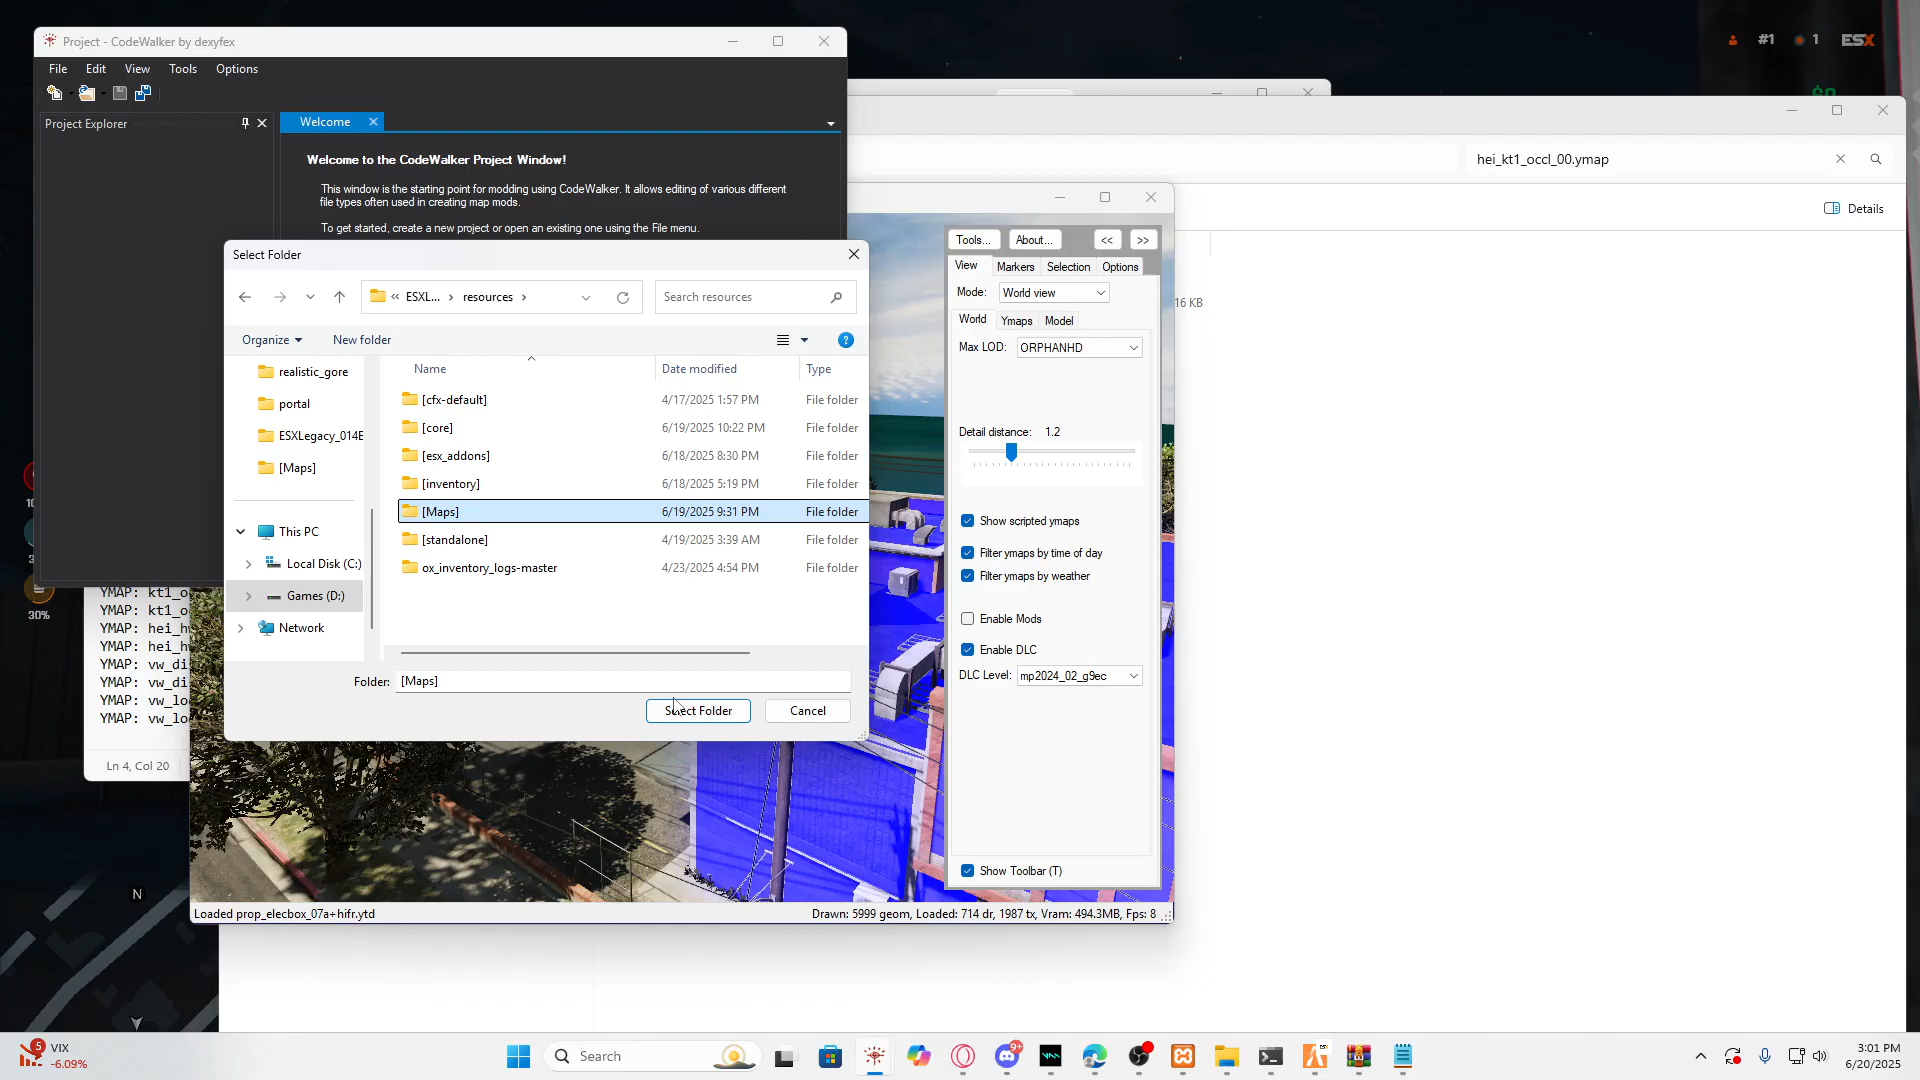 Project - CodeWalker by dexyfex
File Edit View Tools Options
Project Explorer
Welcome
Welcome to the CodeWalker Project Window!
This window is the starting point for modding using CodeWalker. It allows editing of various different
file types often used in creating map mods.
To get started, create a new project or open an existing one using the File menu.
#1 1 ESX
$0
hei_kt1_occl_00.ymap
Details
16 KB
Select Folder
« ESXL... › resources ›
Search resources
Organize New folder
realistic_gore
portal
ESXLegacy_014E
[Maps]
This PC
Local Disk (C:)
Games (D:)
Network
Name Date modified Type
[cfx-default] 4/17/2025 1:57 PM File folder
[core] 6/19/2025 10:22 PM File folder
[esx_addons] 6/18/2025 8:30 PM File folder
[inventory] 6/18/2025 5:19 PM File folder
[Maps] 6/19/2025 9:31 PM File folder
[standalone] 4/19/2025 3:39 AM File folder
ox_inventory_logs-master 4/23/2025 4:54 PM File folder
Folder: [Maps]
Select Folder Cancel
Tools... About... << >>
View Markers Selection Options
Mode: World view
World Ymaps Model
Max LOD: ORPHANHD
Detail distance: 1.2
Show scripted ymaps
Filter ymaps by time of day
Filter ymaps by weather
Enable Mods
Enable DLC
DLC Level: mp2024_02_g9ec
Show Toolbar (T)
30%
YMAP: kt1_o
YMAP: kt1_o
YMAP: hei_h
YMAP: hei_h
YMAP: vw_di
YMAP: vw_di
YMAP: vw_lo
YMAP: vw_lo
Ln 4, Col 20
N
Loaded prop_elecbox_07a+hifr.ytd
Drawn: 5999 geom, Loaded: 714 dr, 1987 tx, Vram: 494.3MB, Fps: 8
5
VIX
-6.09%
Search
9+
3:01 PM
6/20/2025